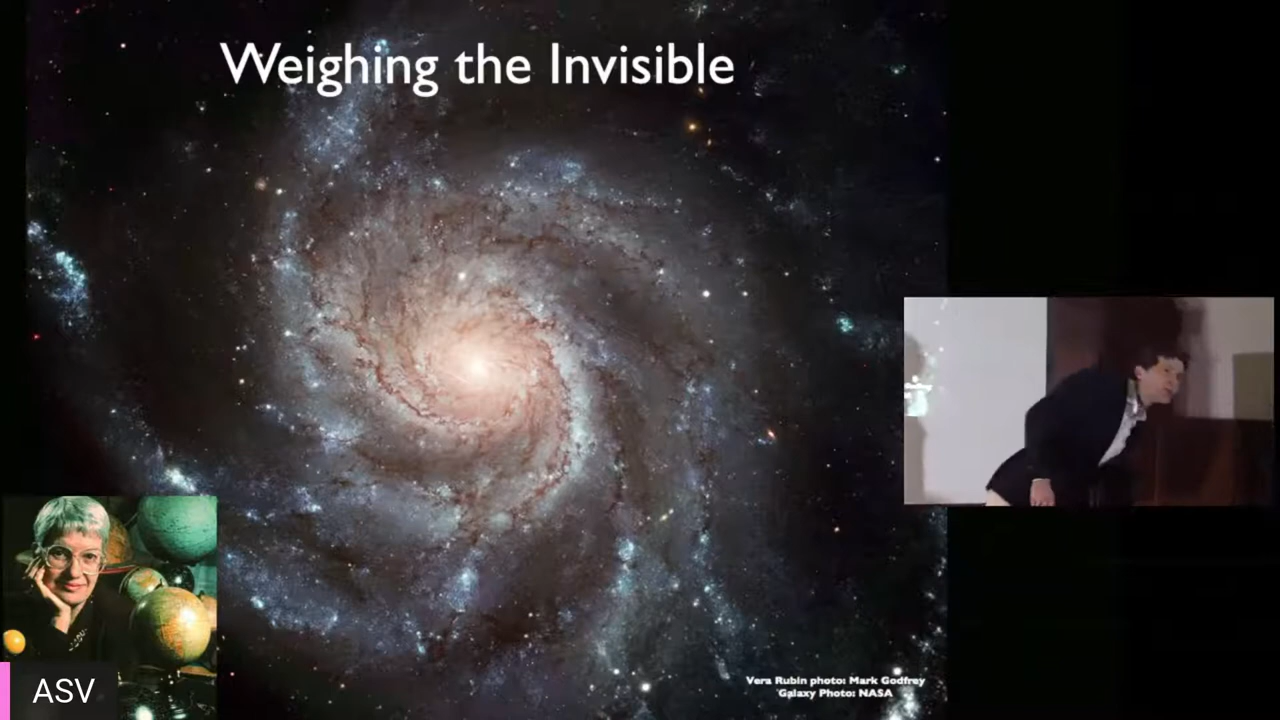 Weighing the Invisible
ASV
Vera Rubin photo: Mark Godfrey
Galaxy Photo: NASA